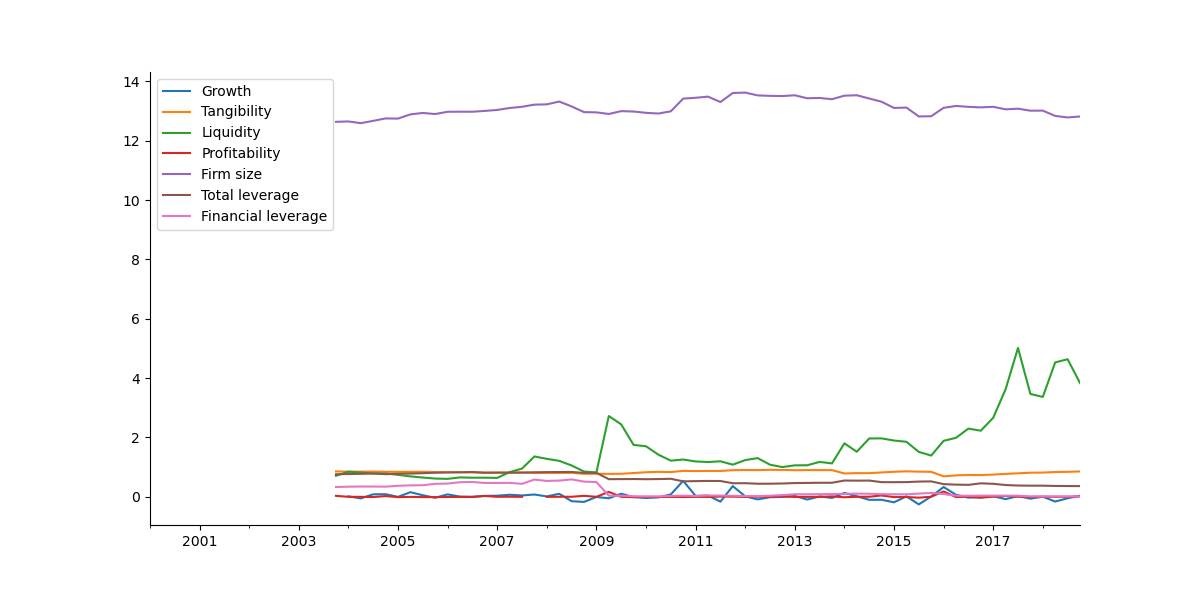 14
12
10
8
6
4
2
0
Growth
Tangibility
Liquidity
Profitability
Firm size
Total leverage
Financial leverage
2001 2003 2005 2007 2009 2011 2013 2015 2017